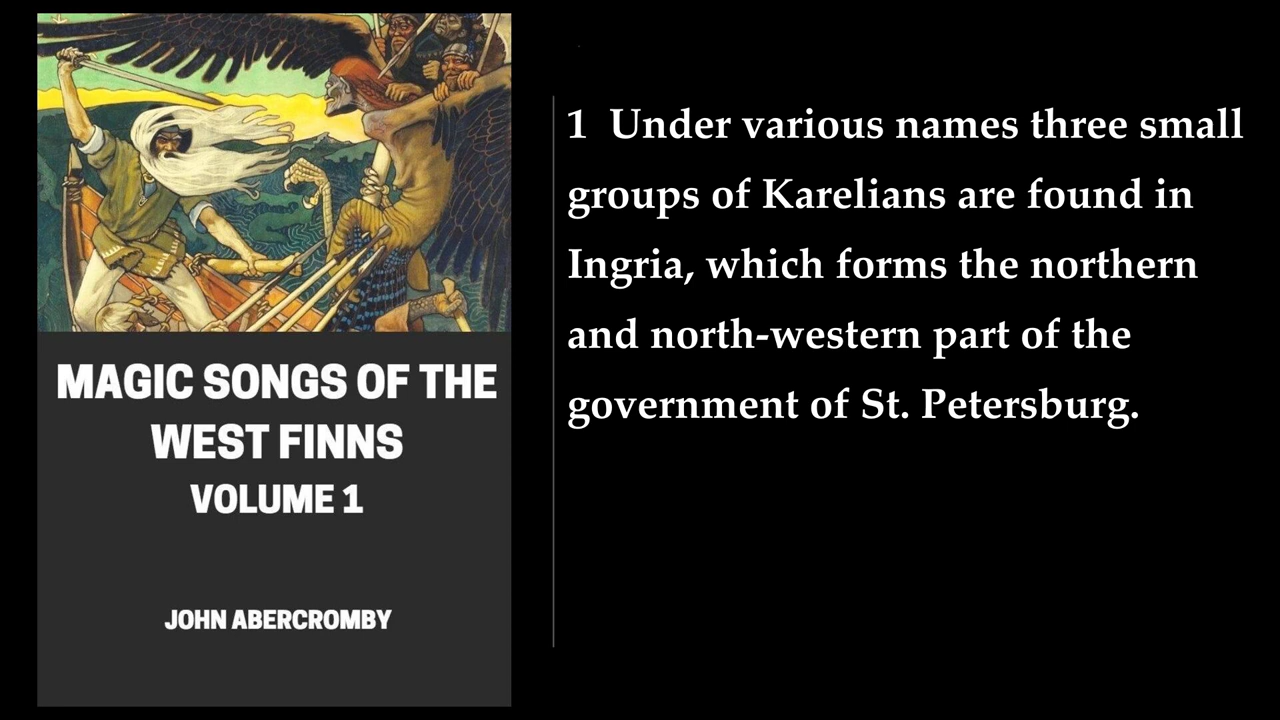 MAGIC SONGS OF THE
WEST FINNS
VOLUME 1
JOHN ABERCROMBY
1 Under various names three small
groups of Karelians are found in
Ingria, which forms the northern
and north-western part of the
government of St. Petersburg.